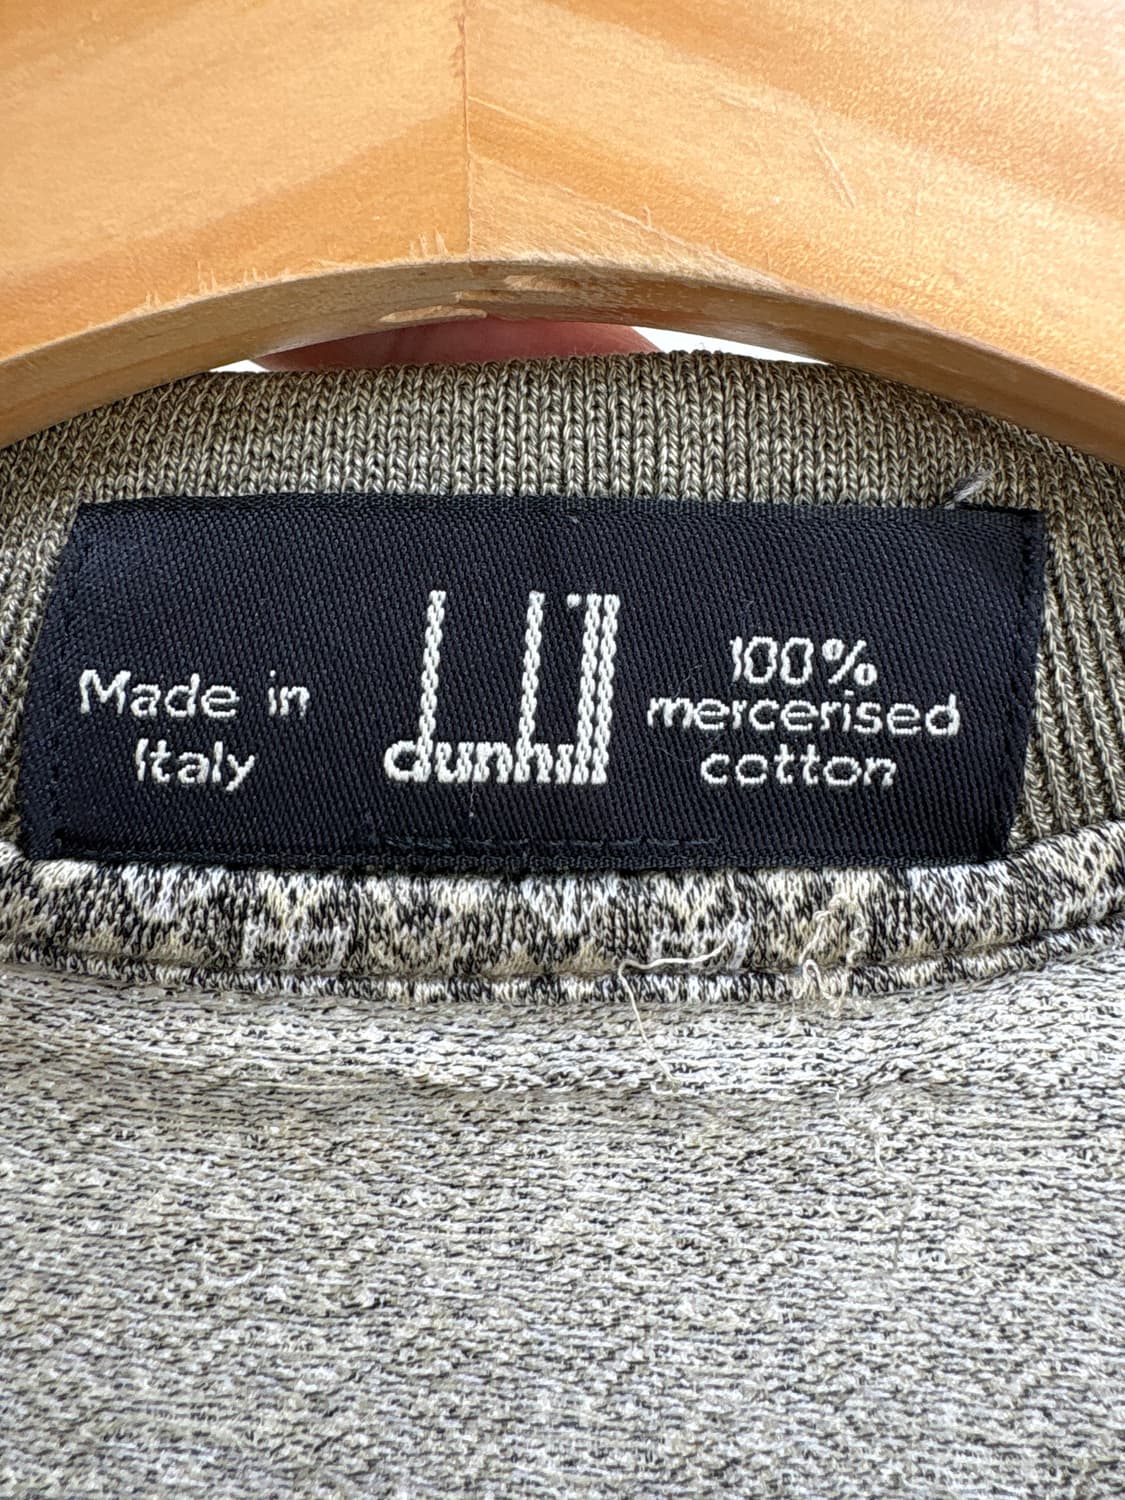 Made in
Italy
dunhill
100%
mercerised
cotton